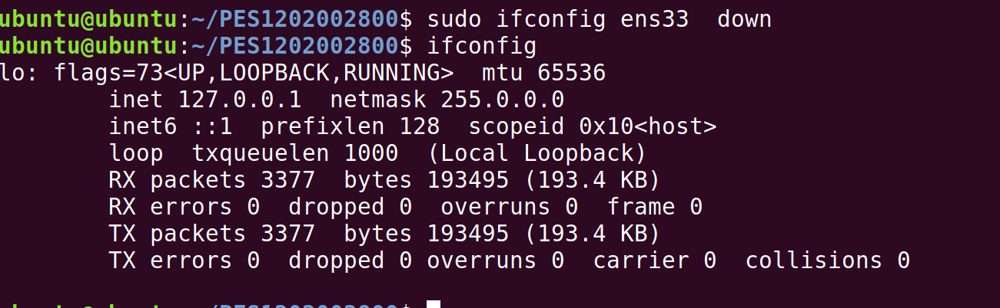 ubuntu@ubuntu:~/PES1202002800$ sudo ifconfig ens33  down
ubuntu@ubuntu:~/PES1202002800$ ifconfig
lo: flags=73<UP,LOOPBACK,RUNNING>  mtu 65536
        inet 127.0.0.1  netmask 255.0.0.0
        inet6 ::1  prefixlen 128  scopeid 0x10<host>
        loop  txqueuelen 1000  (Local Loopback)
        RX packets 3377  bytes 193495 (193.4 KB)
        RX errors 0  dropped 0  overruns 0  frame 0
        TX packets 3377  bytes 193495 (193.4 KB)
        TX errors 0  dropped 0 overruns 0  carrier 0  collisions 0